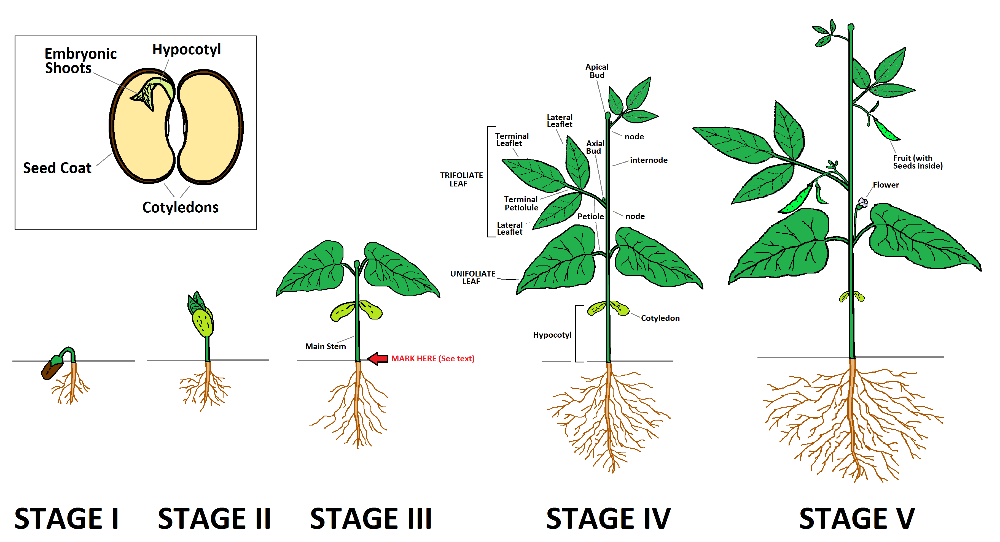 Embryonic
Shoots
Hypocotyl
Seed Coat
Cotyledons
Main Stem
MARK HERE (See text)
Apical
Bud
Lateral
Leaflet
Terminal
Leaflet
Axial
Bud
node
internode
TRIFOLIATE
LEAF
Terminal
Petiolule
Petiole
node
Lateral
Leaflet
UNIFOLIATE
LEAF
Cotyledon
Hypocotyl
Fruit (with
Seeds inside)
Flower
STAGE I
STAGE II
STAGE III
STAGE IV
STAGE V